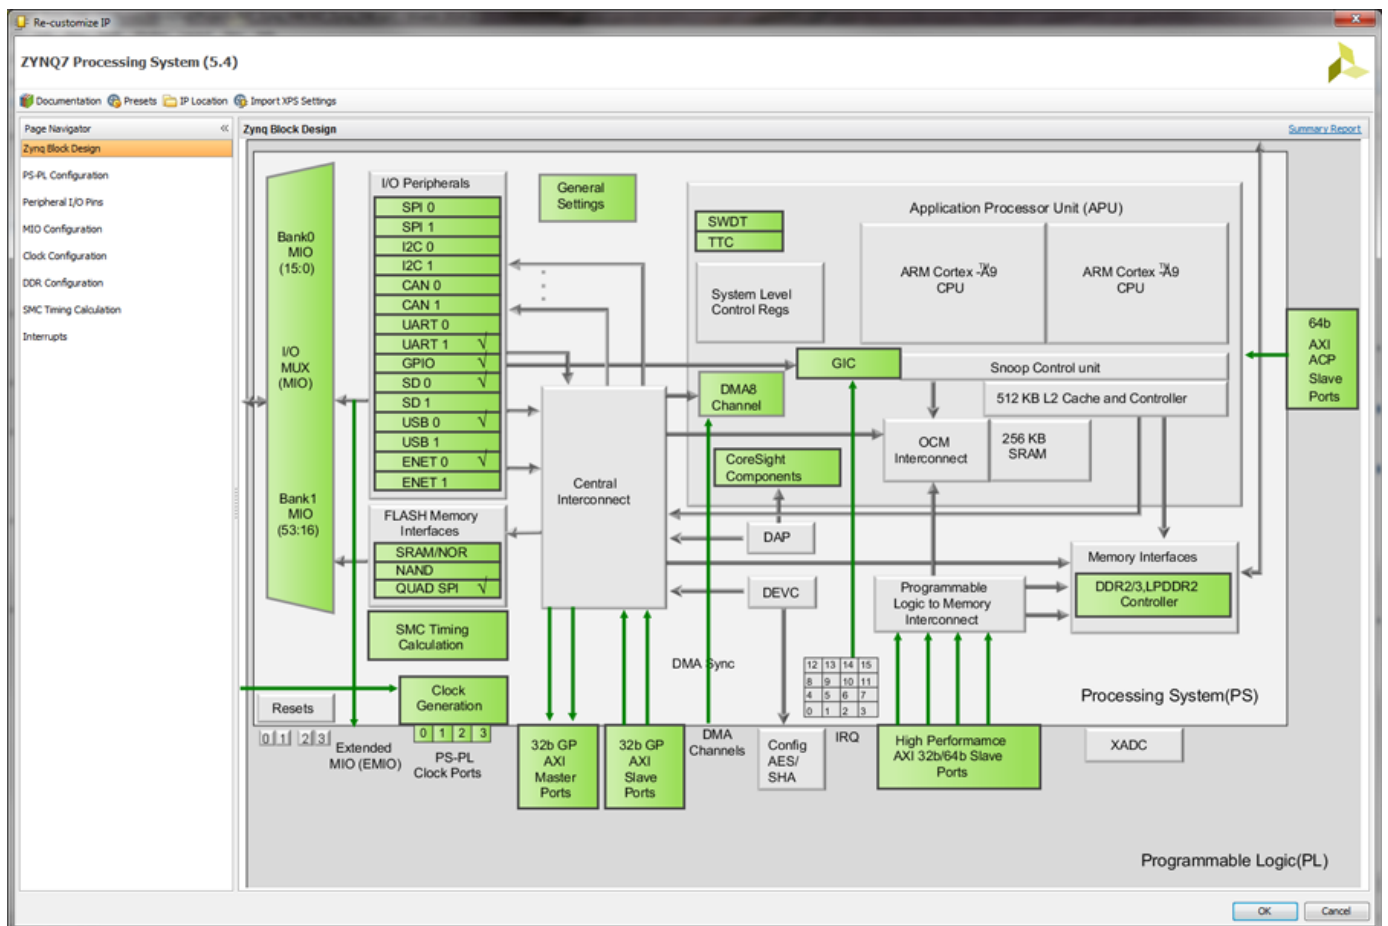 Re-customize IP
ZYNQ7 Processing System (5.4)
Documentation Presets IP Location Import XPS Settings
Page Navigator «
Zynq Block Design
PS-PL Configuration
Peripheral I/O Pins
MIO Configuration
Clock Configuration
DDR Configuration
SMC Timing Calculation
Interrupts
Zynq Block Design
Summary Report
Bank0
MIO
(15:0)
I/O
MUX
(MIO)
Bank1
MIO
(53:16)
I/O Peripherals
SPI 0
SPI 1
I2C 0
I2C 1
CAN 0
CAN 1
UART 0
UART 1 √
GPIO √
SD 0 √
SD 1
USB 0 √
USB 1
ENET 0 √
ENET 1
FLASH Memory
Interfaces
SRAM/NOR
NAND
QUAD SPI √
SMC Timing
Calculation
General
Settings
Application Processor Unit (APU)
SWDT
TTC
System Level
Control Regs
ARM Cortex -™A9
CPU
ARM Cortex -™A9
CPU
GIC
Snoop Control unit
512 KB L2 Cache and Controller
DMA8
Channel
OCM
Interconnect
256 KB
SRAM
CoreSight
Components
Central
Interconnect
DAP
DEVC
Programmable
Logic to Memory
Interconnect
Memory Interfaces
DDR2/3,LPDDR2
Controller
64b
AXI
ACP
Slave
Ports
DMA Sync
12 13 14 15
8 9 10 11
4 5 6 7
0 1 2 3
Processing System(PS)
Clock
Generation
Resets
0 1 2 3
0 1 2 3
Extended
MIO (EMIO)
PS-PL
Clock Ports
32b GP
AXI
Master
Ports
32b GP
AXI
Slave
Ports
DMA
Channels
Config
AES/
SHA
IRQ
High Performamce
AXI 32b/64b Slave
Ports
XADC
Programmable Logic(PL)
OK
Cancel